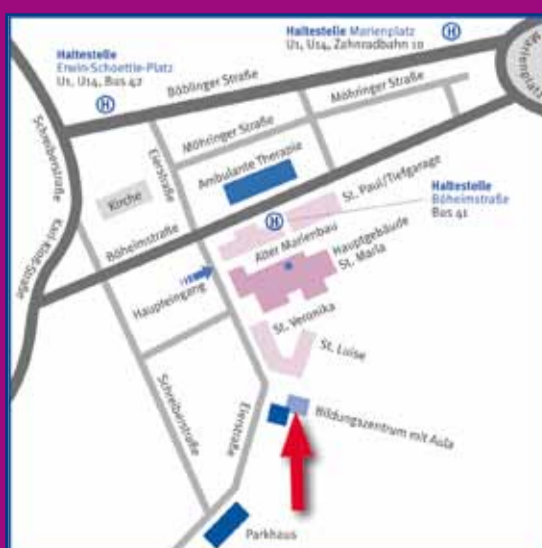 Haltestelle Marienplatz
U1, U14, Zahnradbahn 10
Marienplatz
Haltestelle
Erwin-Schoettle-Platz
U1, U14, Bus 42
Böblinger Straße
Möhringer Straße
Möhringer Straße
Schreiberstraße
Eierstraße
Ambulante Therapie
Kirche
St. Paul/Tiefgarage
Haltestelle
Böheimstraße
Bus 41
Karl-Kloß-Straße
Böheimstraße
Alter Marienbau
Hauptgebäude
St. Maria
Haupteingang
St. Veronika
St. Luise
Schreiberstraße
Eierstraße
Bildungszentrum mit Aula
Parkhaus
H
H
H